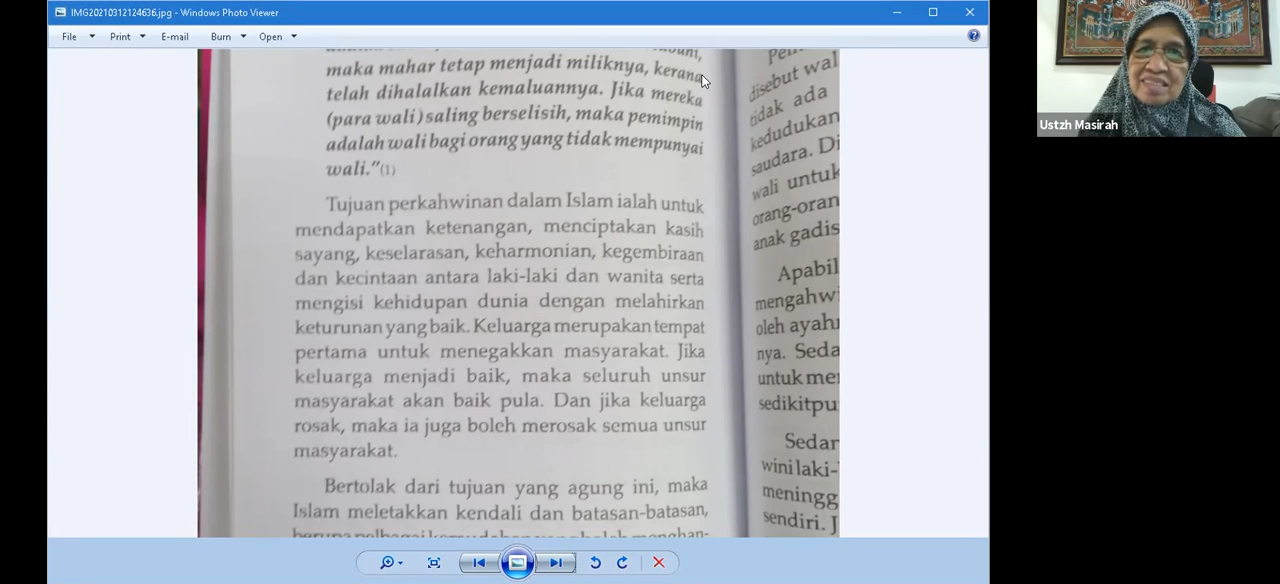 IMG20210312124636.jpg - Windows Photo Viewer
File Print E-mail Burn Open
maka mahar tetap menjadi miliknya, kerana
telah dihalalkan kemaluannya. Jika mereka
(para wali) saling berselisih, maka pemimpin
adalah wali bagi orang yang tidak mempunyai
wali."(1)
Tujuan perkahwinan dalam Islam ialah untuk
mendapatkan ketenangan, menciptakan kasih
sayang, keselarasan, keharmonian, kegembiraan
dan kecintaan antara laki-laki dan wanita serta
mengisi kehidupan dunia dengan melahirkan
keturunan yang baik. Keluarga merupakan tempat
pertama untuk menegakkan masyarakat. Jika
keluarga menjadi baik, maka seluruh unsur
masyarakat akan baik pula. Dan jika keluarga
rosak, maka ia juga boleh merosak semua unsur
masyarakat.
Bertolak dari tujuan yang agung ini, maka
Islam meletakkan kendali dan batasan-batasan,
disebut wal
tidak ada
kedudukan
saudara. Di
wali untuk
orang-oran
anak gadis
Apabil
mengahwi
oleh ayahn
nya. Seda
untuk me
sedikitpu
Sedan
wini laki-
meningg
sendiri. J
Ustzh Masirah